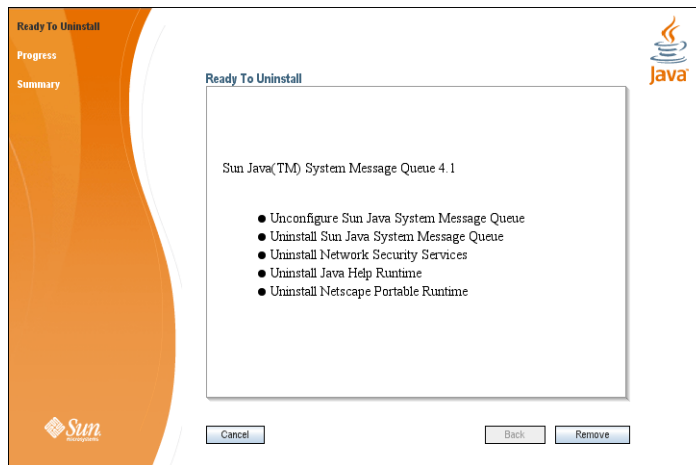 Ready To Uninstall
Progress
Summary
Java
Ready To Uninstall
Sun Java(TM) System Message Queue 4.1
● Unconfigure Sun Java System Message Queue
● Uninstall Sun Java System Message Queue
● Uninstall Network Security Services
● Uninstall Java Help Runtime
● Uninstall Netscape Portable Runtime
Sun
microsystems
Cancel
Back
Remove